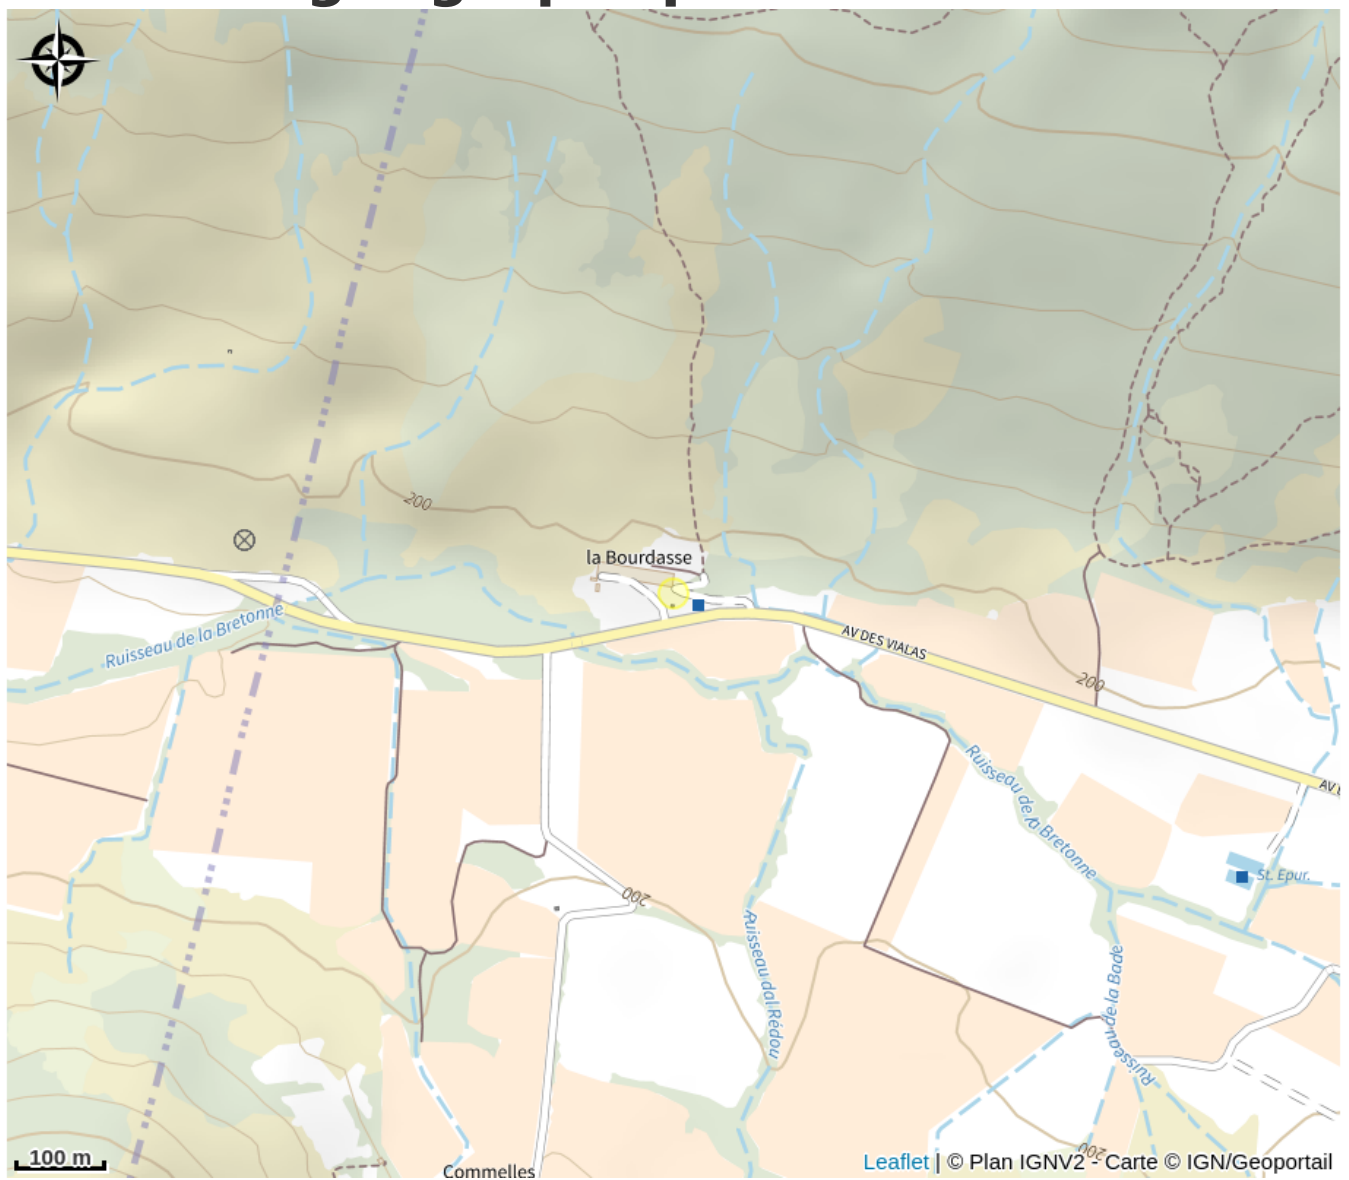 200
la Bourdasse
Ruisseau de la Bretonne
AV DES VIALAS
200
Ruisseau de la Bretonne
AV
St. Epur.
200
Ruisseau dal Rédou
Ruisseau de la Bade
200
100 m
Commelles
Leaflet | © Plan IGNV2 - Carte © IGN/Geoportail